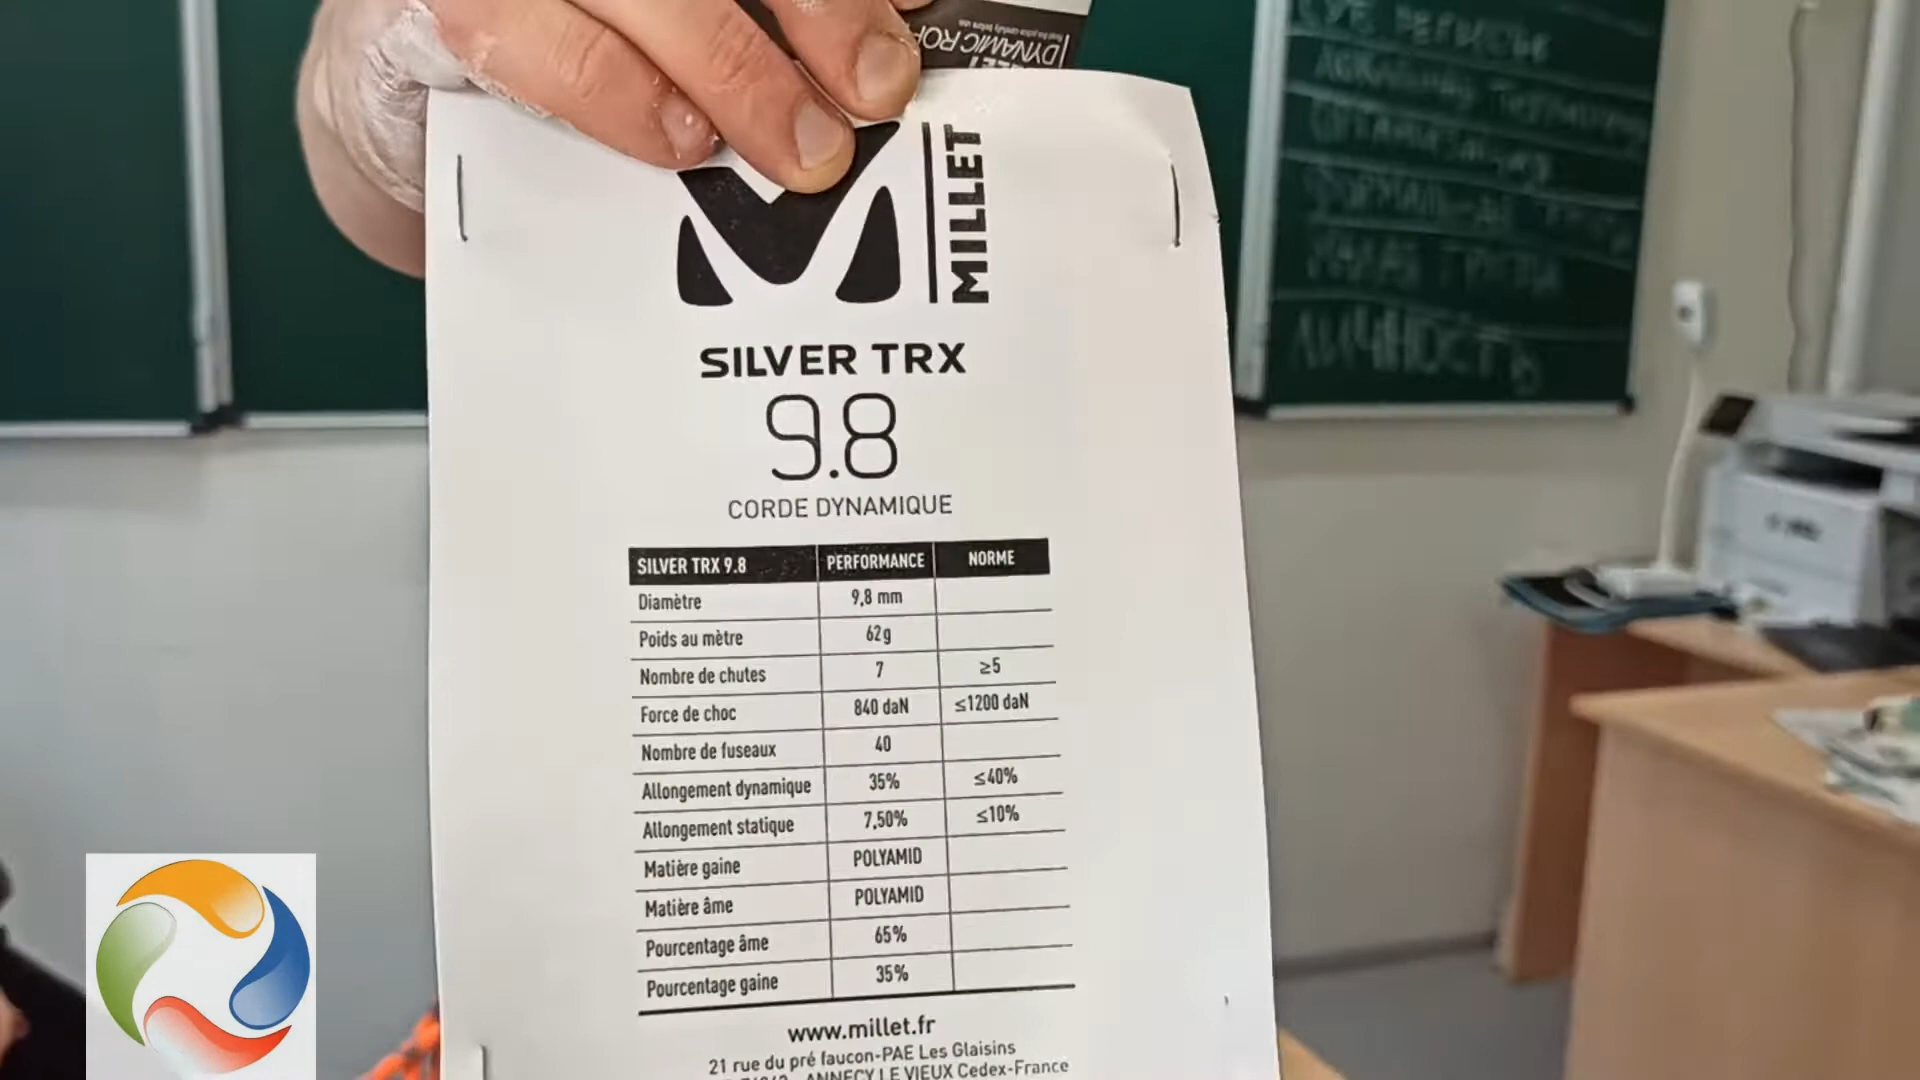 DYNAMIC
MILLET
SILVER TRX
9.8
CORDE DYNAMIQUE
SILVER TRX 9.8 PERFORMANCE NORME
Diamètre 9,8 mm
Poids au mètre 62g
Nombre de chutes 7 ≥5
Force de choc 840 daN ≤1200 daN
Nombre de fuseaux 40
Allongement dynamique 35% ≤40%
Allongement statique 7,50% ≤10%
Matière gaine POLYAMID
Matière âme POLYAMID
Pourcentage âme 65%
Pourcentage gaine 35%
www.millet.fr
21 rue du pré faucon-PAE Les Glaisins
ANNECY LE VIEUX Cedex-France
ЛИЧНОСТЬ